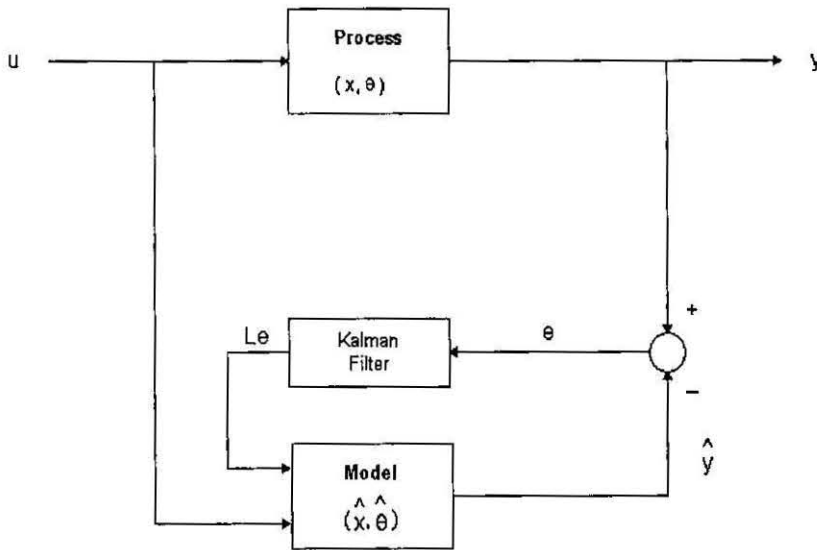 Process
u
y
(x, θ)
+
Le
Kalman
Filter
e
−
Model
ŷ
(x̂, θ̂)